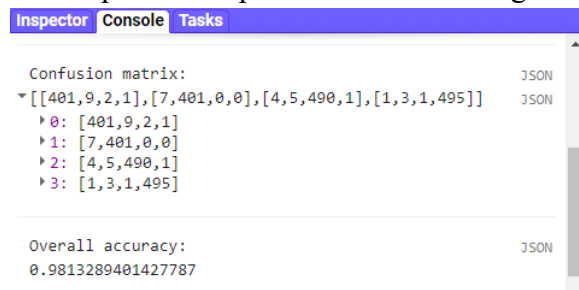 Inspector Console Tasks
Confusion matrix: JSON
[[401,9,2,1],[7,401,0,0],[4,5,490,1],[1,3,1,495]] JSON
0: [401,9,2,1]
1: [7,401,0,0]
2: [4,5,490,1]
3: [1,3,1,495]
Overall accuracy: JSON
0.9813289401427787